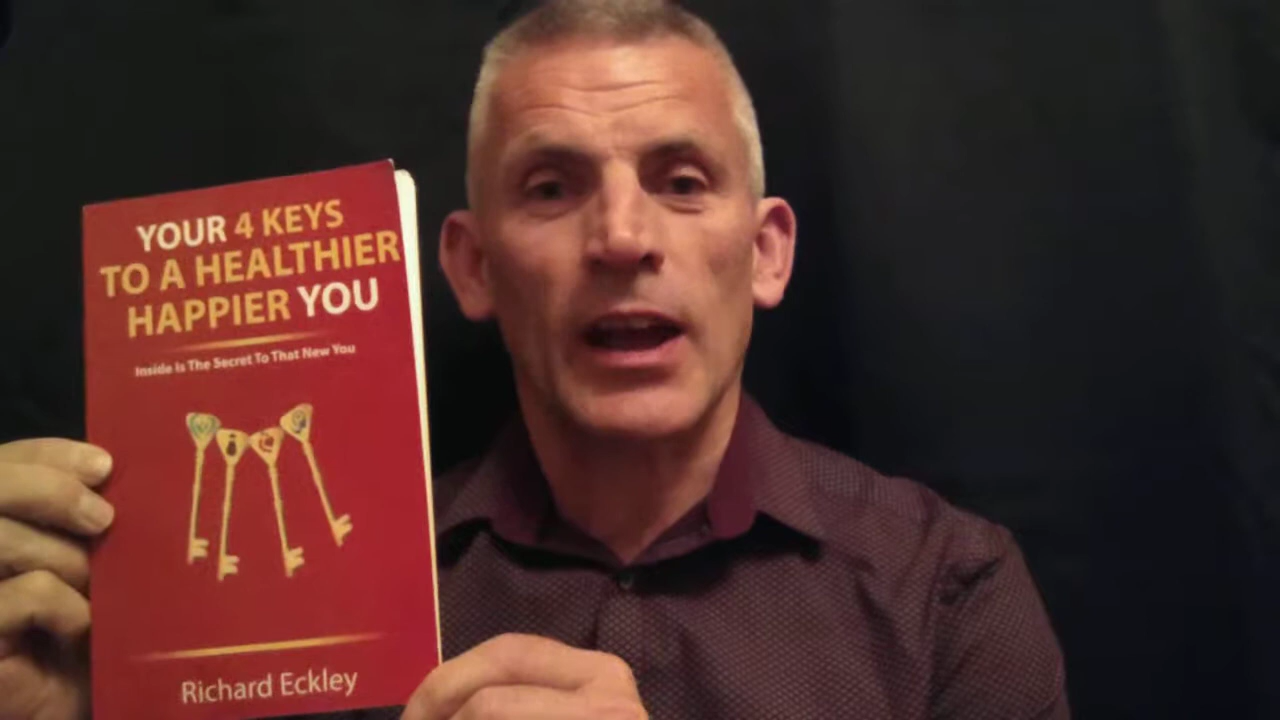 YOUR 4 KEYS
TO A HEALTHIER
HAPPIER YOU
Inside Is The Secret To That New You
Richard Eckley